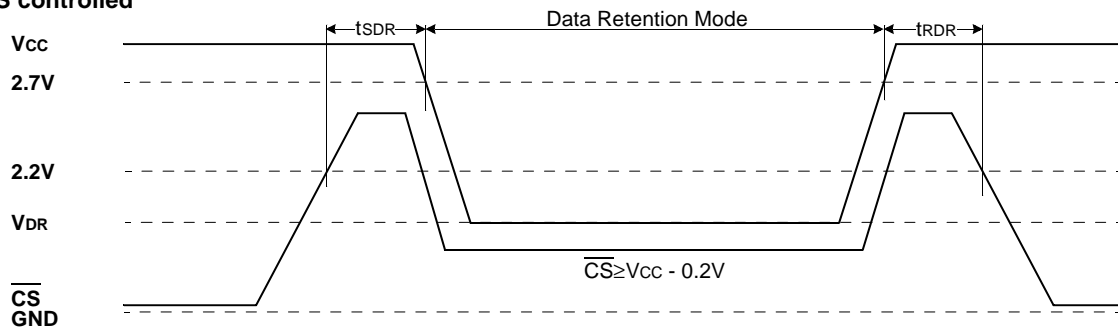 S controlled
tSDR
Data Retention Mode
tRDR
VCC
2.7V
2.2V
VDR
CS≥VCC - 0.2V
CS
GND